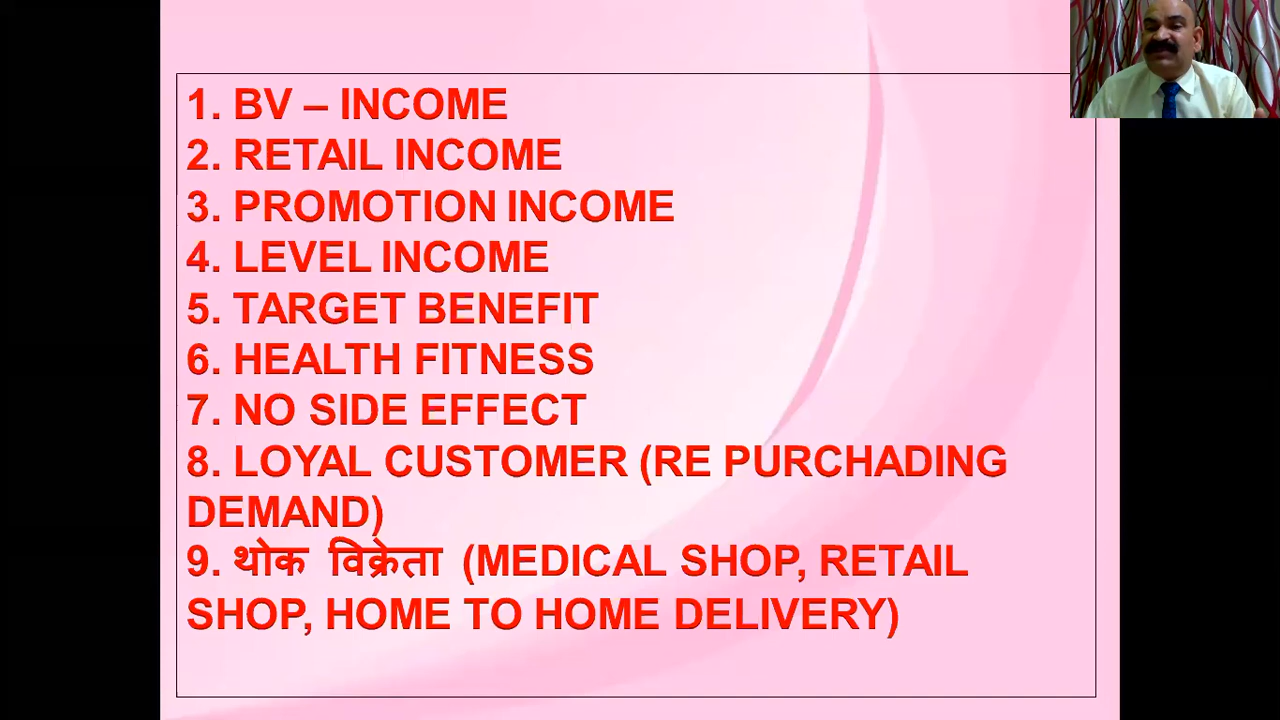 1. BV – INCOME
2. RETAIL INCOME
3. PROMOTION INCOME
4. LEVEL INCOME
5. TARGET BENEFIT
6. HEALTH FITNESS
7. NO SIDE EFFECT
8. LOYAL CUSTOMER (RE PURCHADING
DEMAND)
9. थोक विक्रेता (MEDICAL SHOP, RETAIL
SHOP, HOME TO HOME DELIVERY)